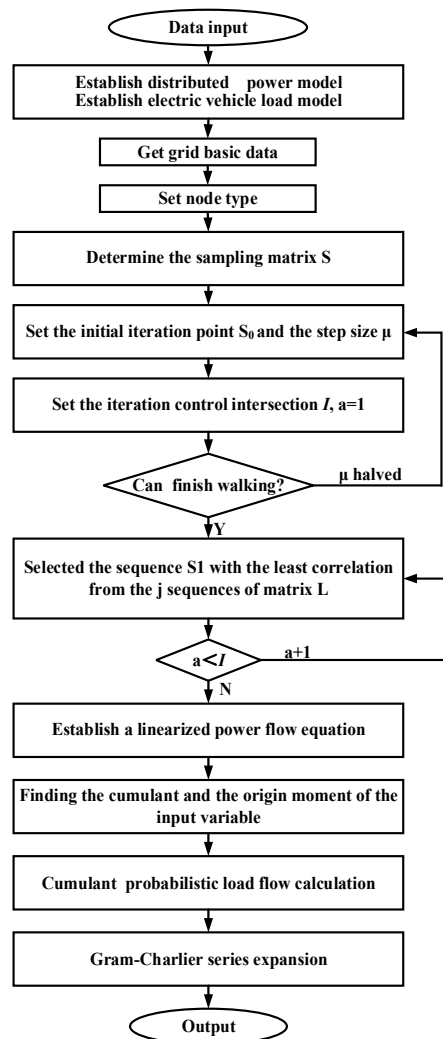 Data input
Establish distributed power model
Establish electric vehicle load model
Get grid basic data
Set node type
Determine the sampling matrix S
Set the initial iteration point S₀ and the step size μ
Set the iteration control intersection I, a=1
Can finish walking?
μ halved
Y
Selected the sequence S1 with the least correlation
from the j sequences of matrix L
a<I
a+1
N
Establish a linearized power flow equation
Finding the cumulant and the origin moment of the
input variable
Cumulant probabilistic load flow calculation
Gram-Charlier series expansion
Output